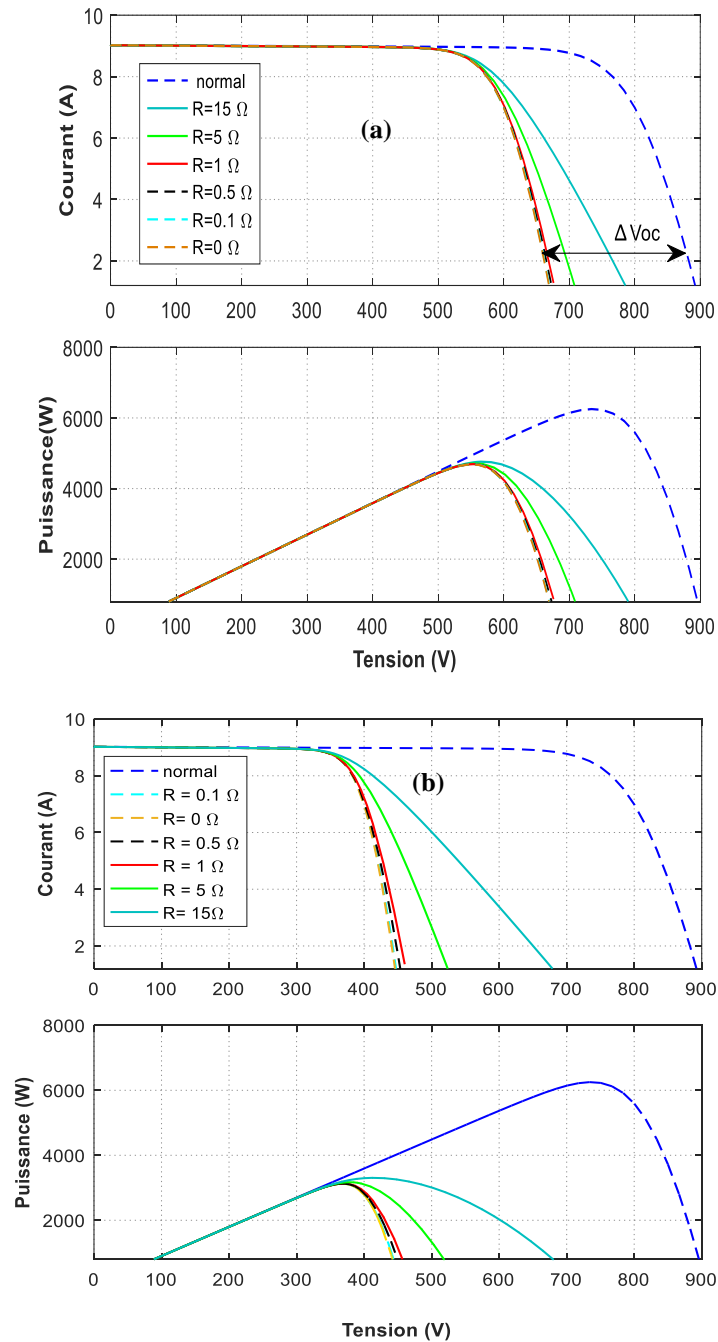 10
8
6
4
2
Courant (A)
normal
R=15 Ω
R=5 Ω
R=1 Ω
R=0.5 Ω
R=0.1 Ω
R=0 Ω
(a)
Δ Voc
0 100 200 300 400 500 600 700 800 900
8000
6000
4000
2000
Puissance(W)
0 100 200 300 400 500 600 700 800 900
Tension (V)
10
8
6
4
2
Courant (A)
normal
R = 0.1 Ω
R= 0 Ω
R = 0.5 Ω
R = 1 Ω
R = 5 Ω
R= 15Ω
(b)
0 100 200 300 400 500 600 700 800 900
8000
6000
4000
2000
Puissance (W)
0 100 200 300 400 500 600 700 800 900
Tension (V)